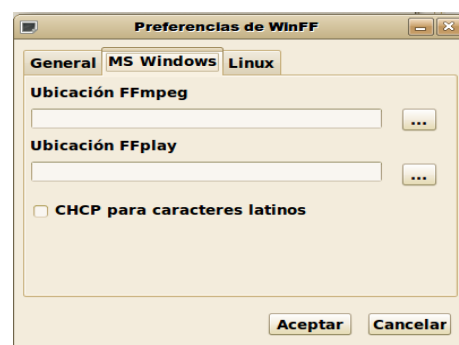 Preferencias de WinFF
General MS Windows Linux
Ubicación FFmpeg
...
Ubicación FFplay
...
CHCP para caracteres latinos
Aceptar Cancelar